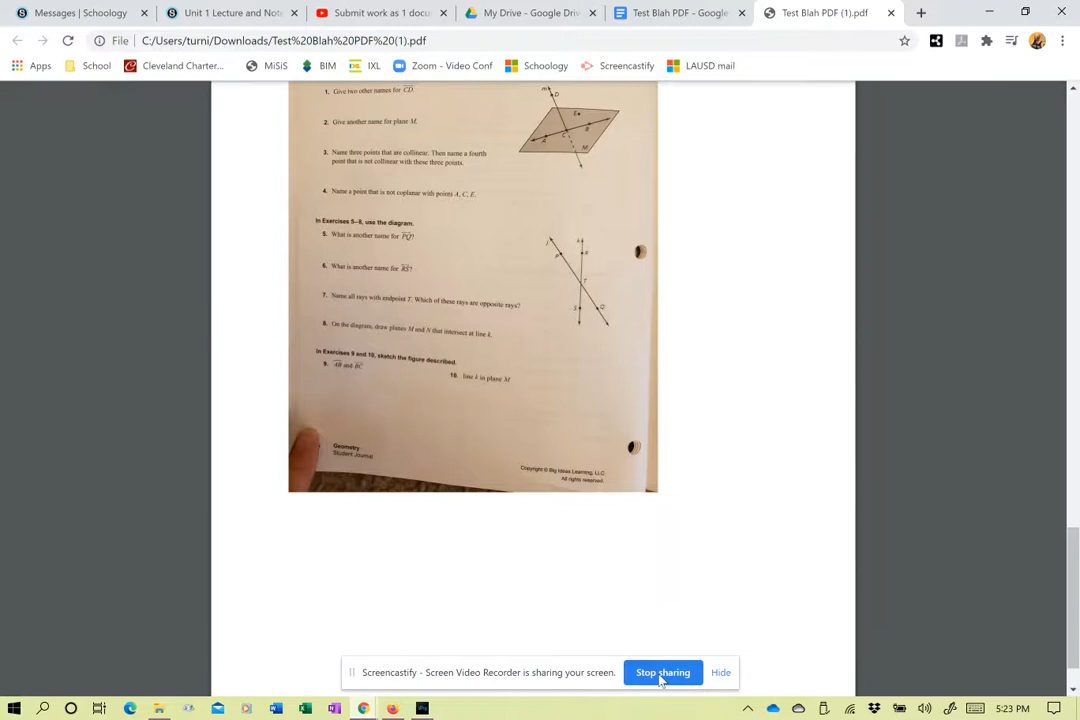 Messages | Schoology
Unit 1 Lecture and Not
Submit work as 1 docu
My Drive - Google Driv
Test Blah PDF - Google
Test Blah PDF (1).pdf
File
C:/Users/turni/Downloads/Test%20Blah%20PDF%20(1).pdf
Apps
School
Cleveland Charter...
MiSiS
BIM
IXL
Zoom - Video Conf
Schoology
Screencastify
LAUSD mail
1. Give two other names for CD.
2. Give another name for plane M.
3. Name three points that are collinear. Then name a fourth
point that is not collinear with these three points.
4. Name a point that is not coplanar with points A, C, E.
m
D
E
B
C
A
M
In Exercises 5–8, use the diagram.
5. What is another name for PQ?
6. What is another name for RS?
7. Name all rays with endpoint T. Which of these rays are opposite rays?
8. On the diagram, draw planes M and N that intersect at line k.
j
k
P
R
T
S
Q
In Exercises 9 and 10, sketch the figure described.
9. AB and BC
10. line k in plane M
Geometry
Student Journal
Copyright © Big Ideas Learning, LLC.
All rights reserved.
Screencastify - Screen Video Recorder is sharing your screen.
Stop sharing
Hide
5:23 PM